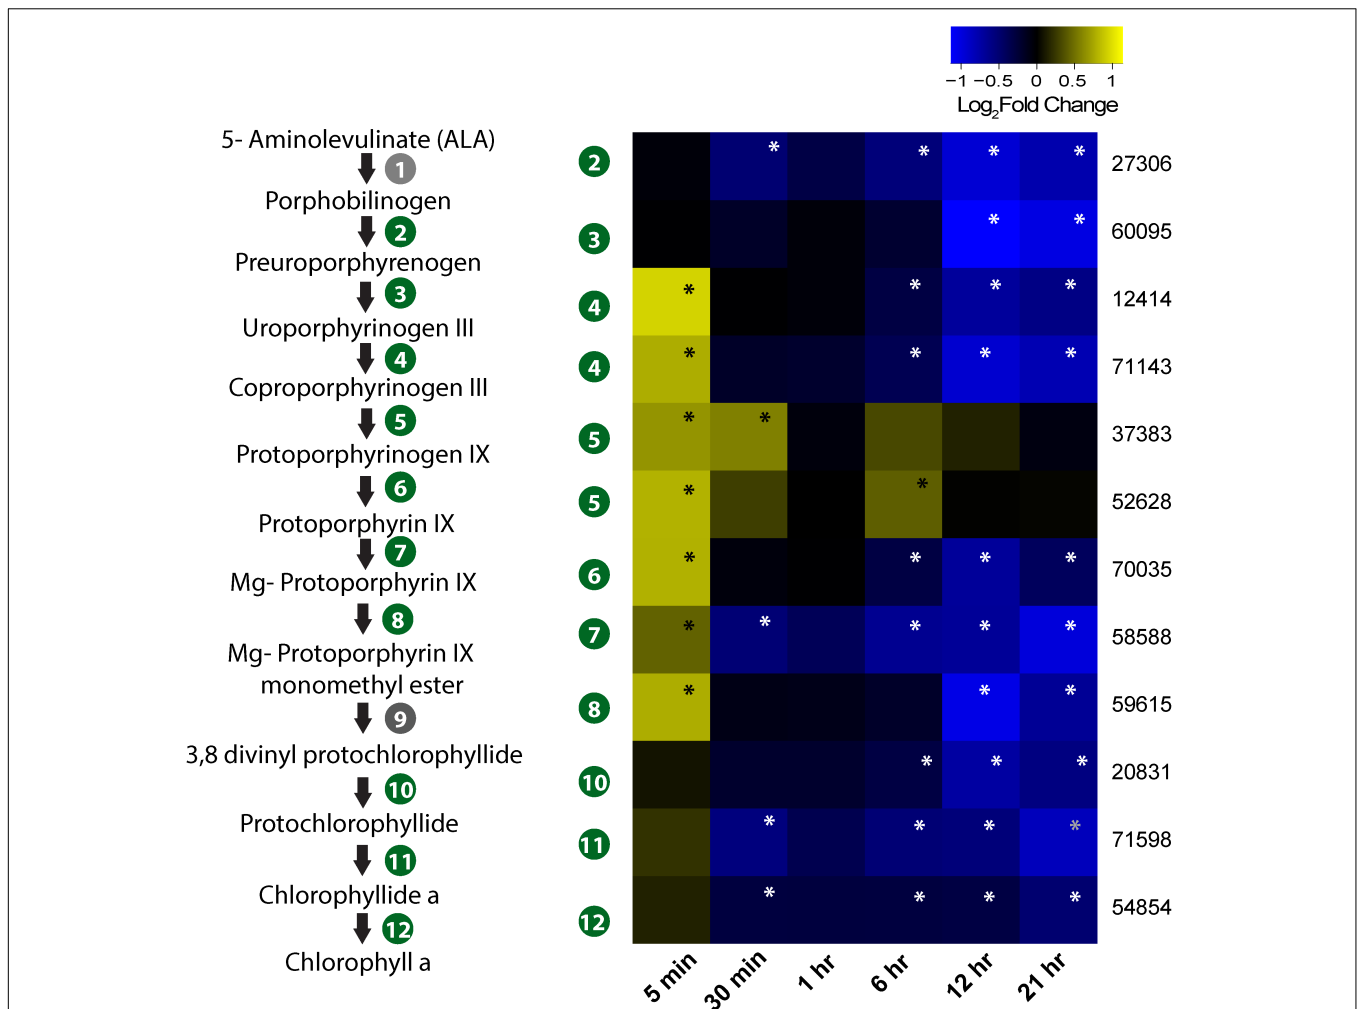 −1 −0.5 0 0.5 1
Log2Fold Change
5- Aminolevulinate (ALA)
1
Porphobilinogen
2
Preuroporphyrenogen
3
Uroporphyrinogen III
4
Coproporphyrinogen III
5
Protoporphyrinogen IX
6
Protoporphyrin IX
7
Mg- Protoporphyrin IX
8
Mg- Protoporphyrin IX
monomethyl ester
9
3,8 divinyl protochlorophyllide
10
Protochlorophyllide
11
Chlorophyllide a
12
Chlorophyll a
2 * * * * 27306
3 * * 60095
4 * * * * 12414
4 * * * * 71143
5 * * 37383
5 * * 52628
6 * * * * 70035
7 * * * * * 58588
8 * * * 59615
10 * * * 20831
11 * * * * 71598
12 * * * * 54854
5 min 30 min 1 hr 6 hr 12 hr 21 hr